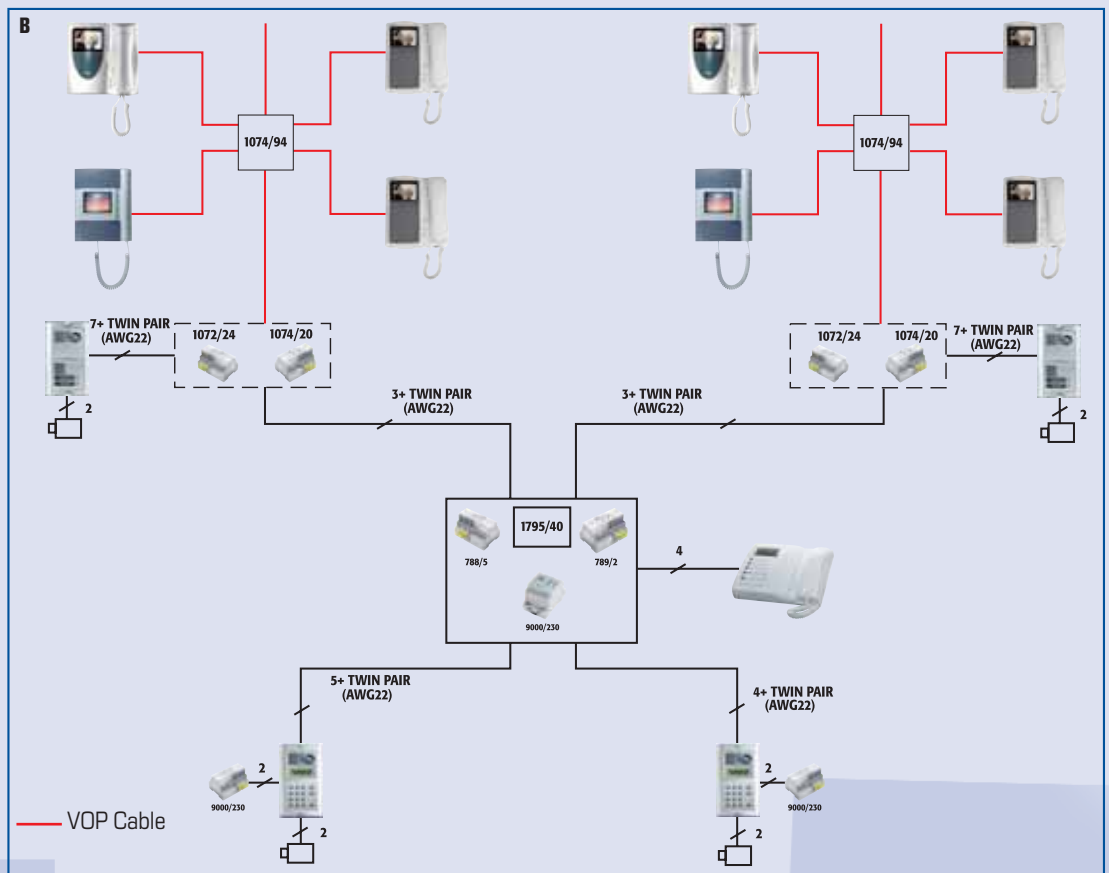 B
1074/94
1074/94
7+ TWIN PAIR
(AWG22)
1072/24
1074/20
1072/24
1074/20
7+ TWIN PAIR
(AWG22)
2
3+ TWIN PAIR
(AWG22)
3+ TWIN PAIR
(AWG22)
2
1795/40
788/5
789/2
9000/230
4
5+ TWIN PAIR
(AWG22)
4+ TWIN PAIR
(AWG22)
2
9000/230
2
2
9000/230
2
VOP Cable